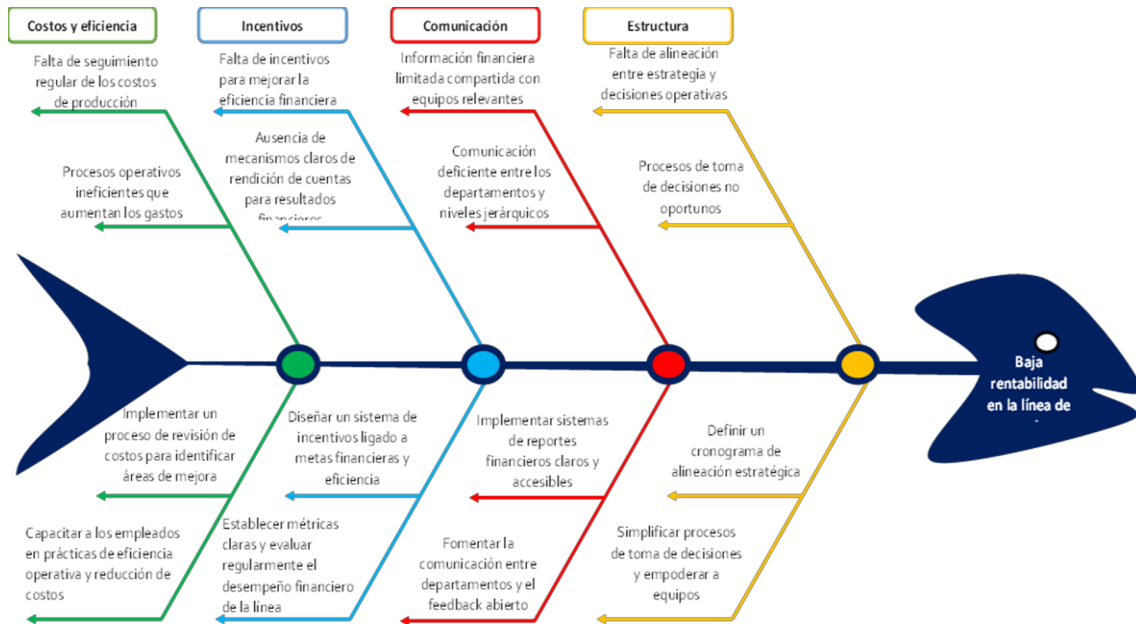 Costos y eficiencia
Incentivos
Comunicación
Estructura
Falta de seguimiento
regular de los costos
de producción
Falta de incentivos
para mejorar la
eficiencia financiera
Información financiera
limitada compartida con
equipos relevantes
Falta de alineación
entre estrategia y
decisiones operativas
Procesos operativos
ineficientes que
aumentan los gastos
Ausencia de
mecanismos claros de
rendición de cuentas
para resultados
financieros
Comunicación
deficiente entre los
departamentos y
niveles jerárquicos
Procesos de toma
de decisiones no
oportunos
Baja
rentabilidad
en la línea de
Implementar un
proceso de revisión de
costos para identificar
áreas de mejora
Diseñar un sistema de
incentivos ligado a
metas financieras y
eficiencia
Implementar sistemas
de reportes
financieros claros y
accesibles
Definir un
cronograma de
alineación estratégica
Capacitar a los empleados
en prácticas de eficiencia
operativa y reducción de
costos
Establecer métricas
claras y evaluar
regularmente el
desempeño financiero
de la línea
Fomentar la
comunicación entre
departamentos y el
feedback abierto
Simplificar procesos
de toma de decisiones
y empoderar a
equipos